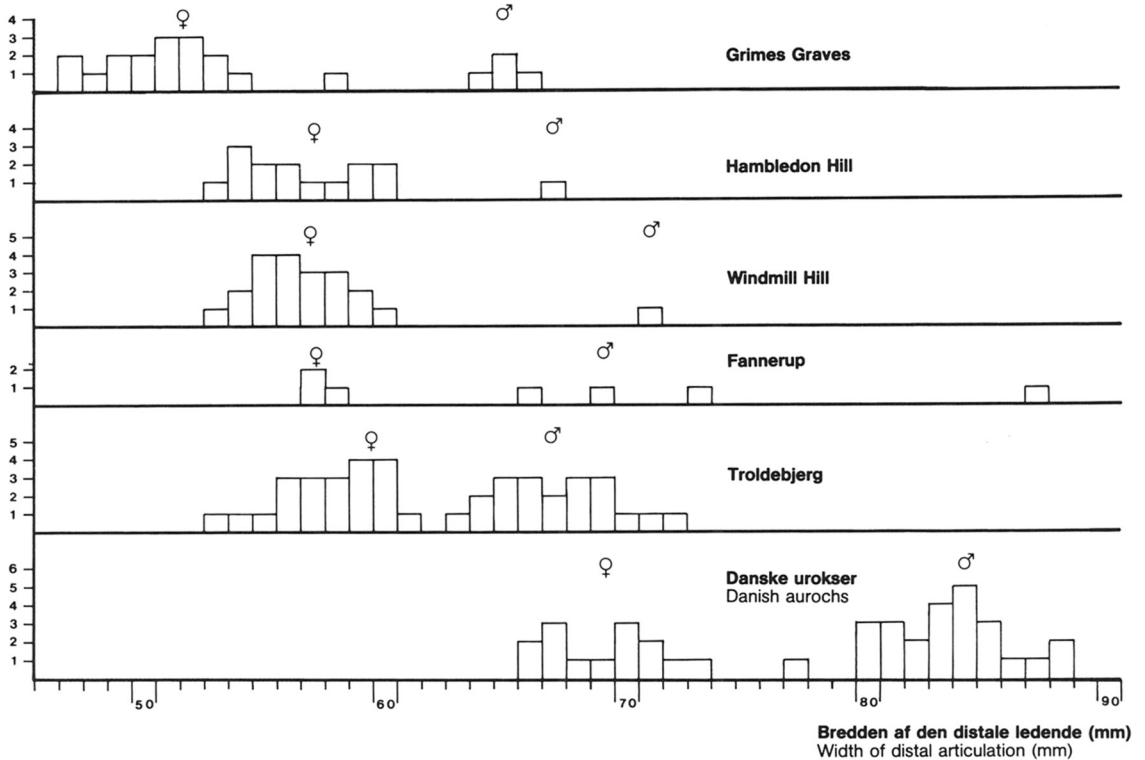 4 ♀ ♂
3
2
1
Grimes Graves
4 ♀ ♂
3
2
1
Hambledon Hill
5 ♀ ♂
4
3
2
1
Windmill Hill
2 ♀ ♂
1
Fannerup
5 ♀ ♂
4
3
2
1
Troldebjerg
6 ♀ ♂
5
4
3
2
1
Danske urokser
Danish aurochs
50 60 70 80 90
Bredden af den distale ledende (mm)
Width of distal articulation (mm)